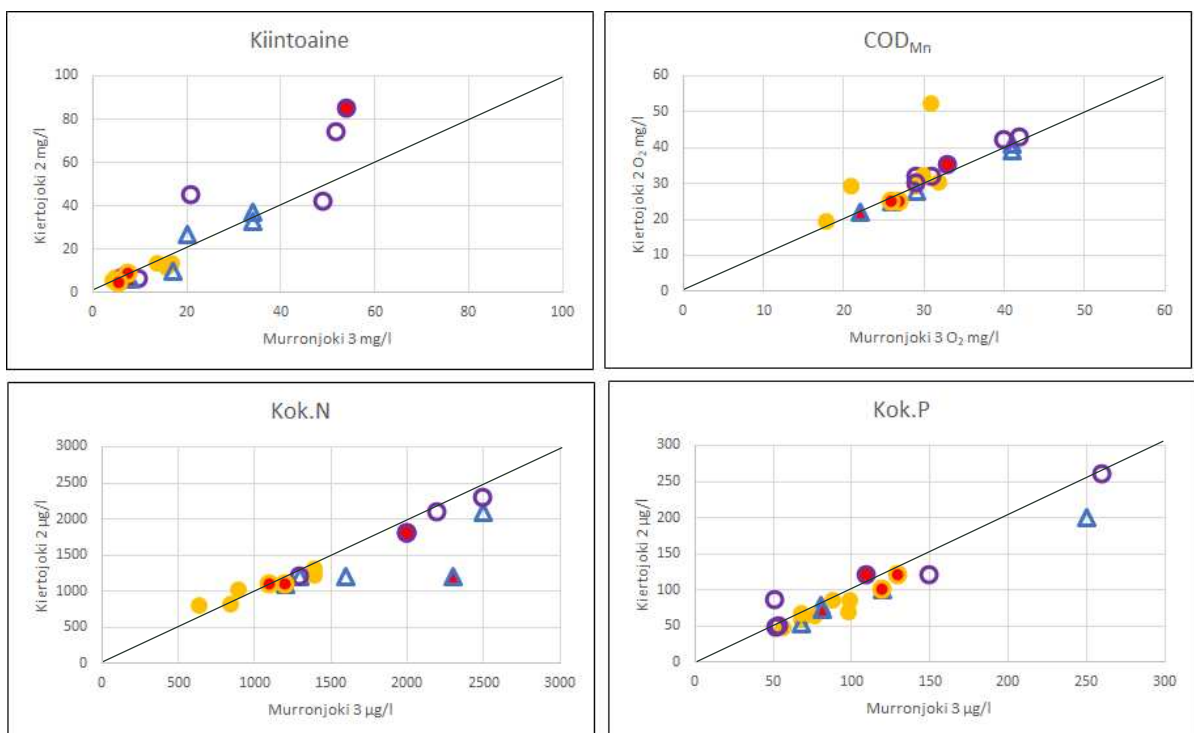 Kiintoaine
100
80
60
40
20
0
0 20 40 60 80 100
Kiertojoki 2 mg/l
Murronjoki 3 mg/l
COD_Mn
60
50
40
30
20
10
0
0 10 20 30 40 50 60
Kiertojoki 2 O₂ mg/l
Murronjoki 3 O₂ mg/l
Kok.N
3000
2500
2000
1500
1000
500
0
0 500 1000 1500 2000 2500 3000
Kiertojoki 2 µg/l
Murronjoki 3 µg/l
Kok.P
300
250
200
150
100
50
0
0 50 100 150 200 250 300
Kiertojoki 2 µg/l
Murronjoki 3 µg/l